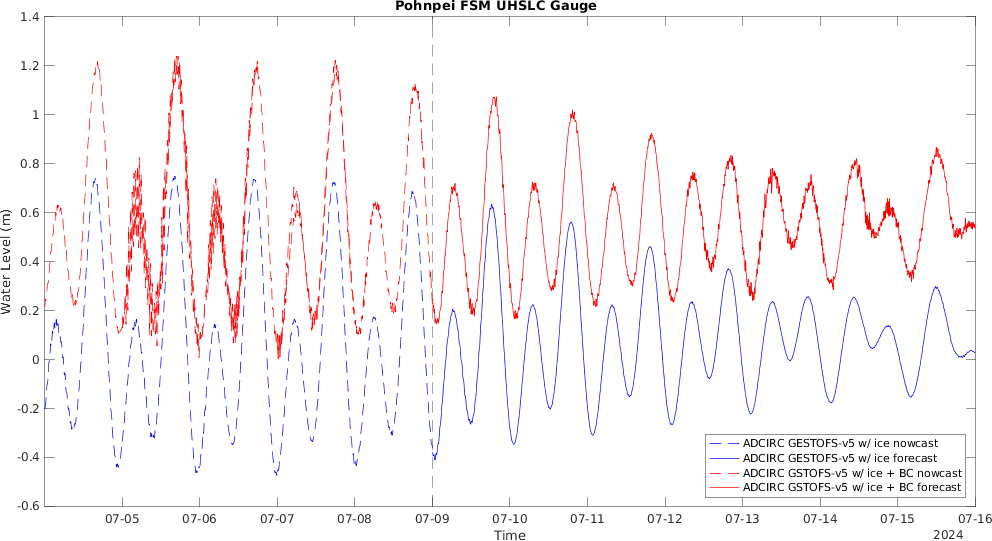 Pohnpei FSM UHSLC Gauge
1.4
1.2
1
0.8
0.6
0.4
0.2
0
-0.2
-0.4
-0.6
Water Level (m)
07-05 07-06 07-07 07-08 07-09 07-10 07-11 07-12 07-13 07-14 07-15 07-16
Time
2024
ADCIRC GESTOFS-v5 w/ ice nowcast
ADCIRC GESTOFS-v5 w/ ice forecast
ADCIRC GSTOFS-v5 w/ ice + BC nowcast
ADCIRC GSTOFS-v5 w/ ice + BC forecast